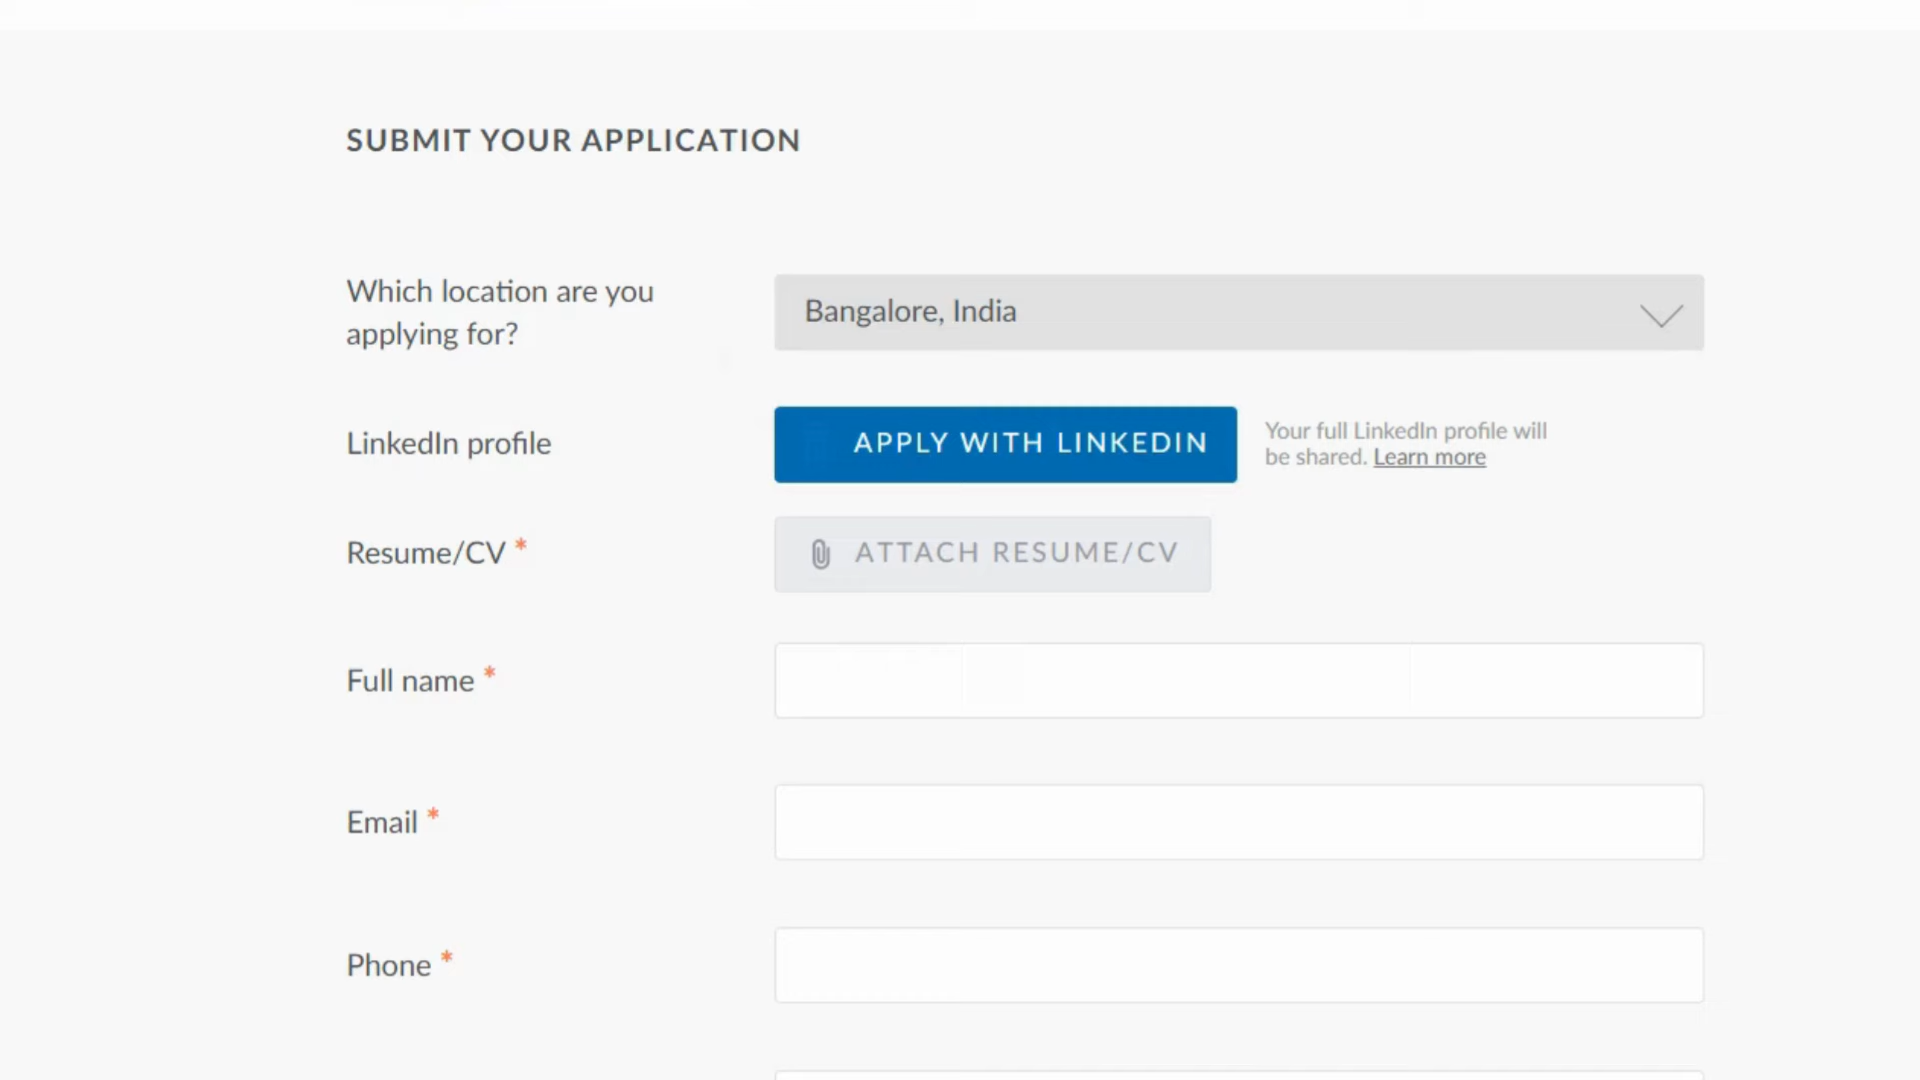 SUBMIT YOUR APPLICATION
Which location are you
applying for?
Bangalore, India
LinkedIn profile
APPLY WITH LINKEDIN
Your full LinkedIn profile will
be shared. Learn more
Resume/CV *
ATTACH RESUME/CV
Full name *
Email *
Phone *